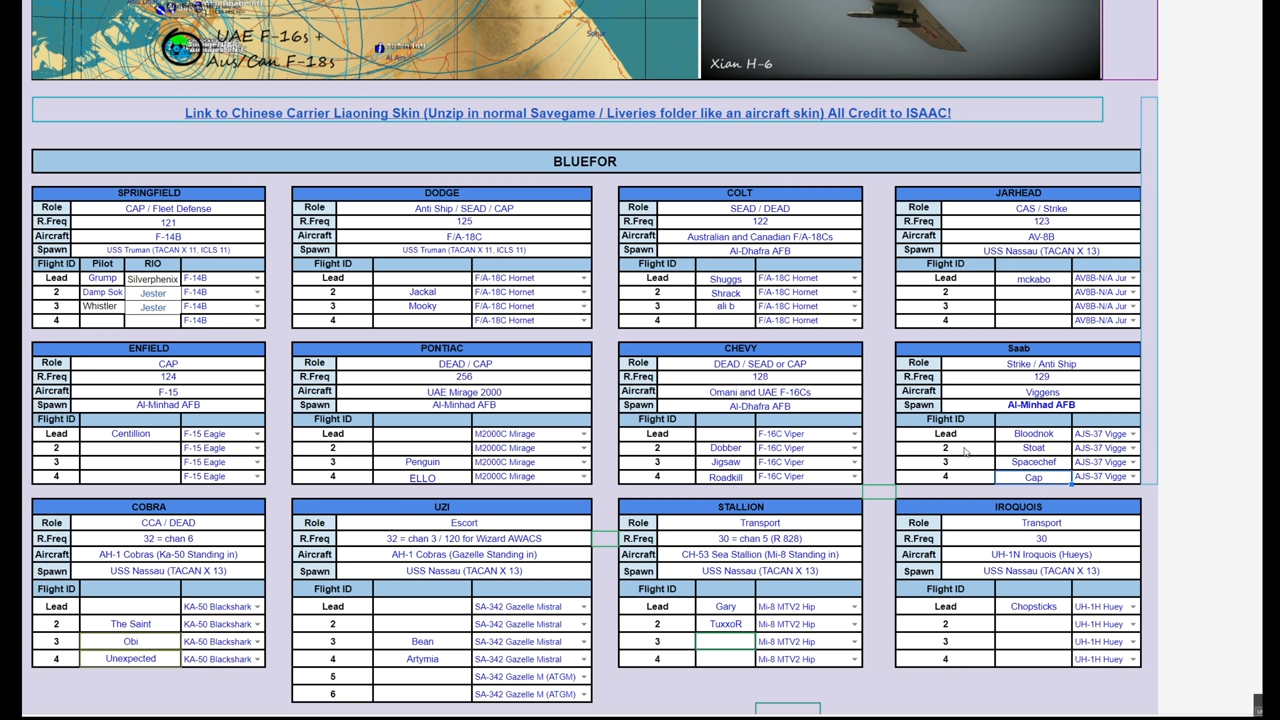 UAE F-16s +
Aus/Can F-18s
Al Ain
Sohar
Xian H-6
Link to Chinese Carrier Liaoning Skin (Unzip in normal Savegame / Liveries folder like an aircraft skin) All Credit to ISAAC!
BLUEFOR
SPRINGFIELD
Role CAP / Fleet Defense
R.Freq 121
Aircraft F-14B
Spawn USS Truman (TACAN X 11, ICLS 11)
Flight ID Pilot RIO
Lead Grump Silverphenix F-14B
2 Damp Sok Jester F-14B
3 Whistler Jester F-14B
4 F-14B
DODGE
Role Anti Ship / SEAD / CAP
R.Freq 125
Aircraft F/A-18C
Spawn USS Truman (TACAN X 11, ICLS 11)
Flight ID
Lead F/A-18C Hornet
2 Jackal F/A-18C Hornet
3 Mooky F/A-18C Hornet
4 F/A-18C Hornet
COLT
Role SEAD / DEAD
R.Freq 122
Aircraft Australian and Canadian F/A-18Cs
Spawn Al-Dhafra AFB
Flight ID
Lead Shuggs F/A-18C Hornet
2 Shrack F/A-18C Hornet
3 ali b F/A-18C Hornet
4 F/A-18C Hornet
JARHEAD
Role CAS / Strike
R.Freq 123
Aircraft AV-8B
Spawn USS Nassau (TACAN X 13)
Flight ID
Lead mckabo AV8B-N/A Jur
2 AV8B-N/A Jur
3 AV8B-N/A Jur
4 AV8B-N/A Jur
ENFIELD
Role CAP
R.Freq 124
Aircraft F-15
Spawn Al-Minhad AFB
Flight ID
Lead Centillion F-15 Eagle
2 F-15 Eagle
3 F-15 Eagle
4 F-15 Eagle
PONTIAC
Role DEAD / CAP
R.Freq 256
Aircraft UAE Mirage 2000
Spawn Al-Minhad AFB
Flight ID
Lead M2000C Mirage
2 M2000C Mirage
3 Penguin M2000C Mirage
4 ELLO M2000C Mirage
CHEVY
Role DEAD / SEAD or CAP
R.Freq 128
Aircraft Omani and UAE F-16Cs
Spawn Al-Dhafra AFB
Flight ID
Lead F-16C Viper
2 Dobber F-16C Viper
3 Jigsaw F-16C Viper
4 Roadkill F-16C Viper
Saab
Role Strike / Anti Ship
R.Freq 129
Aircraft Viggens
Spawn Al-Minhad AFB
Flight ID
Lead Bloodnok AJS-37 Vigge
2 Stoat AJS-37 Vigge
3 Spacechef AJS-37 Vigge
4 Cap AJS-37 Vigge
COBRA
Role CCA / DEAD
R.Freq 32 = chan 6
Aircraft AH-1 Cobras (Ka-50 Standing in)
Spawn USS Nassau (TACAN X 13)
Flight ID
Lead KA-50 Blackshark
2 The Saint KA-50 Blackshark
3 Obi KA-50 Blackshark
4 Unexpected KA-50 Blackshark
UZI
Role Escort
R.Freq 32 = chan 3 / 120 for Wizard AWACS
Aircraft AH-1 Cobras (Gazelle Standing in)
Spawn USS Nassau (TACAN X 13)
Flight ID
Lead SA-342 Gazelle Mistral
2 SA-342 Gazelle Mistral
3 Bean SA-342 Gazelle Mistral
4 Artymia SA-342 Gazelle Mistral
5 SA-342 Gazelle M (ATGM)
6 SA-342 Gazelle M (ATGM)
STALLION
Role Transport
R.Freq 30 = chan 5 (R 828)
Aircraft CH-53 Sea Stallion (Mi-8 Standing in)
Spawn USS Nassau (TACAN X 13)
Flight ID
Lead Gary Mi-8 MTV2 Hip
2 TuxxoR Mi-8 MTV2 Hip
3 Mi-8 MTV2 Hip
4 Mi-8 MTV2 Hip
IROQUOIS
Role Transport
R.Freq 30
Aircraft UH-1N Iroquois (Hueys)
Spawn USS Nassau (TACAN X 13)
Flight ID
Lead Chopsticks UH-1H Huey
2 UH-1H Huey
3 UH-1H Huey
4 UH-1H Huey